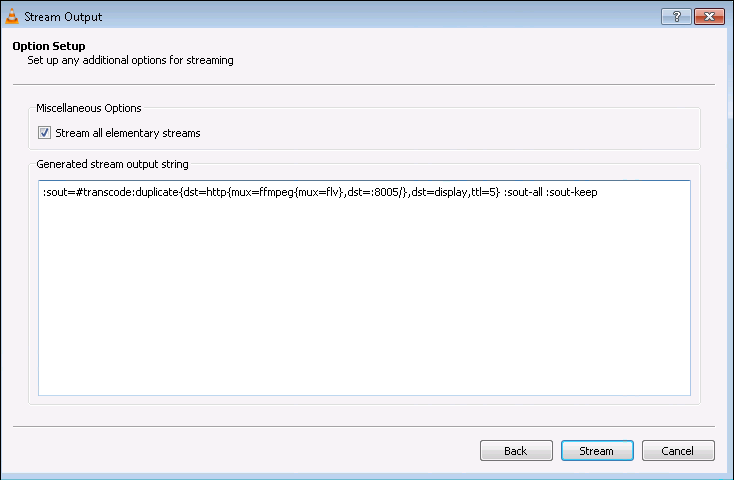 Stream Output
?
Option Setup
Set up any additional options for streaming
Miscellaneous Options
Stream all elementary streams
Generated stream output string
:sout=#transcode:duplicate{dst=http{mux=ffmpeg{mux=flv},dst=:8005/},dst=display,ttl=5} :sout-all :sout-keep
Back
Stream
Cancel